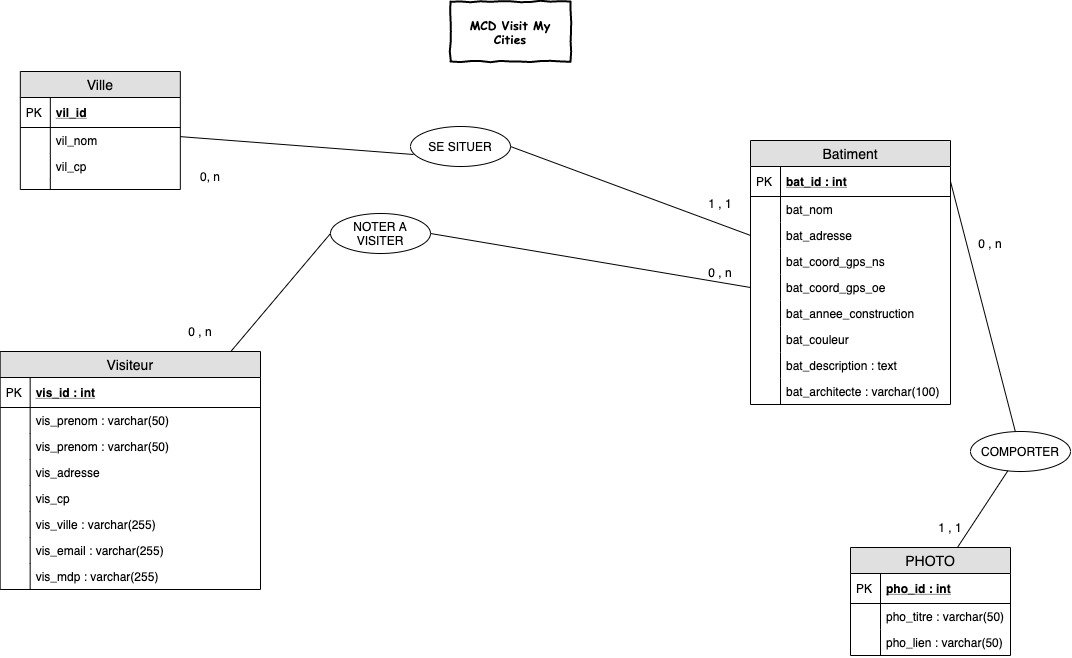 MCD Visit My
Cities
Ville
PK vil_id
vil_nom
vil_cp
0, n
SE SITUER
1 , 1
NOTER A
VISITER
0 , n
0 , n
Batiment
PK bat_id : int
bat_nom
bat_adresse
bat_coord_gps_ns
bat_coord_gps_oe
bat_annee_construction
bat_couleur
bat_description : text
bat_architecte : varchar(100)
0 , n
Visiteur
PK vis_id : int
vis_prenom : varchar(50)
vis_prenom : varchar(50)
vis_adresse
vis_cp
vis_ville : varchar(255)
vis_email : varchar(255)
vis_mdp : varchar(255)
COMPORTER
1 , 1
PHOTO
PK pho_id : int
pho_titre : varchar(50)
pho_lien : varchar(50)